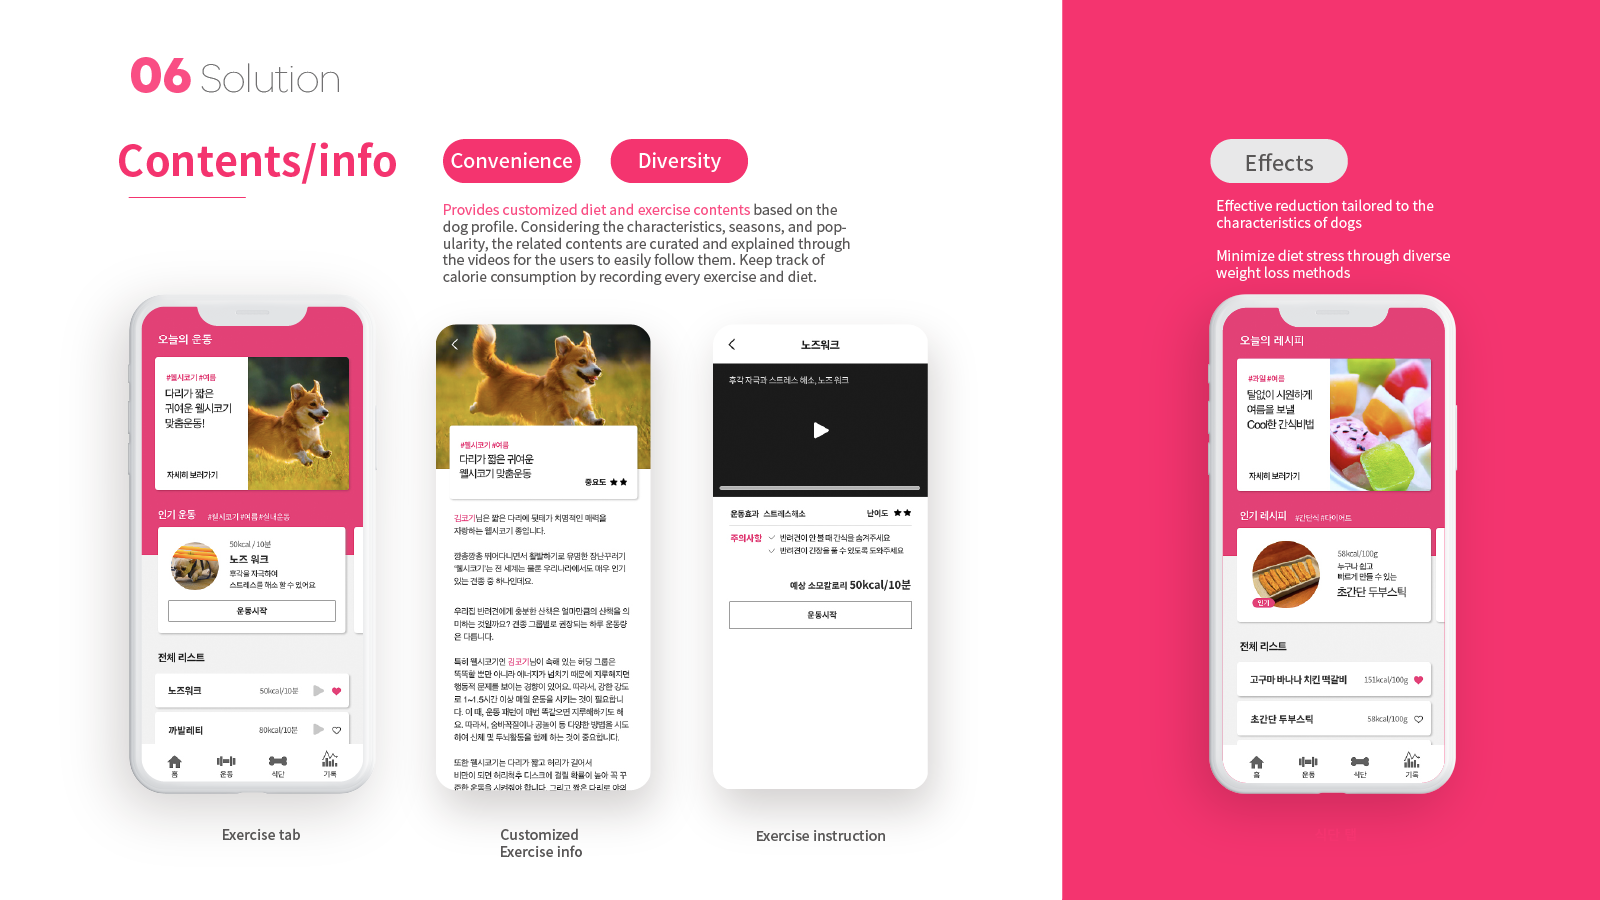 06 Solution
Contents/info
Convenience
Diversity
Provides customized diet and exercise contents based on the
dog profile. Considering the characteristics, seasons, and pop-
ularity, the related contents are curated and explained through
the videos for the users to easily follow them. Keep track of
calorie consumption by recording every exercise and diet.
오늘의 운동
#웰시코기 #여름
다리가 짧은
귀여운 웰시코기
맞춤운동!
자세히 보러가기
인기 운동 #웰시코기 #여름 #실내운동
50kcal / 10분
노즈 워크
후각을 자극하여
스트레스를 해소 할 수 있어요
운동시작
전체 리스트
노즈워크 50kcal/10분
까발레티 80kcal/10분
홈 운동 식단 기록
Exercise tab
#웰시코기 #여름
다리가 짧은 귀여운
웰시코기 맞춤운동
중요도 ★★
김코기님은 짧은 다리에 뒷태가 치명적인 매력을
자랑하는 웰시코기 종입니다.
깡총깡총 뛰어다니면서 활발하기로 유명한 장난꾸러기
'웰시코기'는 전 세계는 물론 우리나라에서도 매우 인기
있는 견종 중 하나인데요.
우리집 반려견에게 충분한 산책은 얼마만큼의 산책을 의
미하는 것일까요? 견종 그룹별로 권장되는 하루 운동량
은 다릅니다.
특히 웰시코기인 김코기님이 속해 있는 허딩 그룹은
똑똑할 뿐만 아니라 에너지가 넘치기 때문에 지루해지면
행동적 문제를 보이는 경향이 있어요. 따라서, 강한 강도
로 1~1.5시간 이상 매일 운동을 시키는 것이 필요합니
다. 이 때, 운동 패턴이 매번 똑같으면 지루해하기도 해
요. 따라서, 숨바꼭질이나 공놀이 등 다양한 방법을 시도
하여 신체 및 두뇌활동을 함께 하는 것이 중요합니다.
또한 웰시코기는 다리가 짧고 허리가 길어서
비만이 되면 허리척추 디스크에 걸릴 확률이 높아 꼭 꾸
준한 운동을 시켜줘야 합니다. 그리고 짧은 다리로 야외
Customized
Exercise info
노즈워크
후각 자극과 스트레스 해소, 노즈 워크
운동효과 스트레스해소 난이도 ★★
주의사항 ✓ 반려견이 안 볼 때 간식을 숨겨주세요
✓ 반려견이 긴장을 풀 수 있도록 도와주세요
예상 소모칼로리 50kcal/10분
운동시작
Exercise instruction
Effects
Effective reduction tailored to the
characteristics of dogs
Minimize diet stress through diverse
weight loss methods
오늘의 레시피
#과일 #여름
탈없이 시원하게
여름을 보낼
Cool한 간식비법
자세히 보러가기
인기 레시피 #간단식 #다이어트
58kcal/100g
누구나 쉽고
빠르게 만들 수 있는
초간단 두부스틱
인기
전체 리스트
고구마 바나나 치킨 떡갈비 151kcal/100g
초간단 두부스틱 58kcal/100g
홈 운동 식단 기록